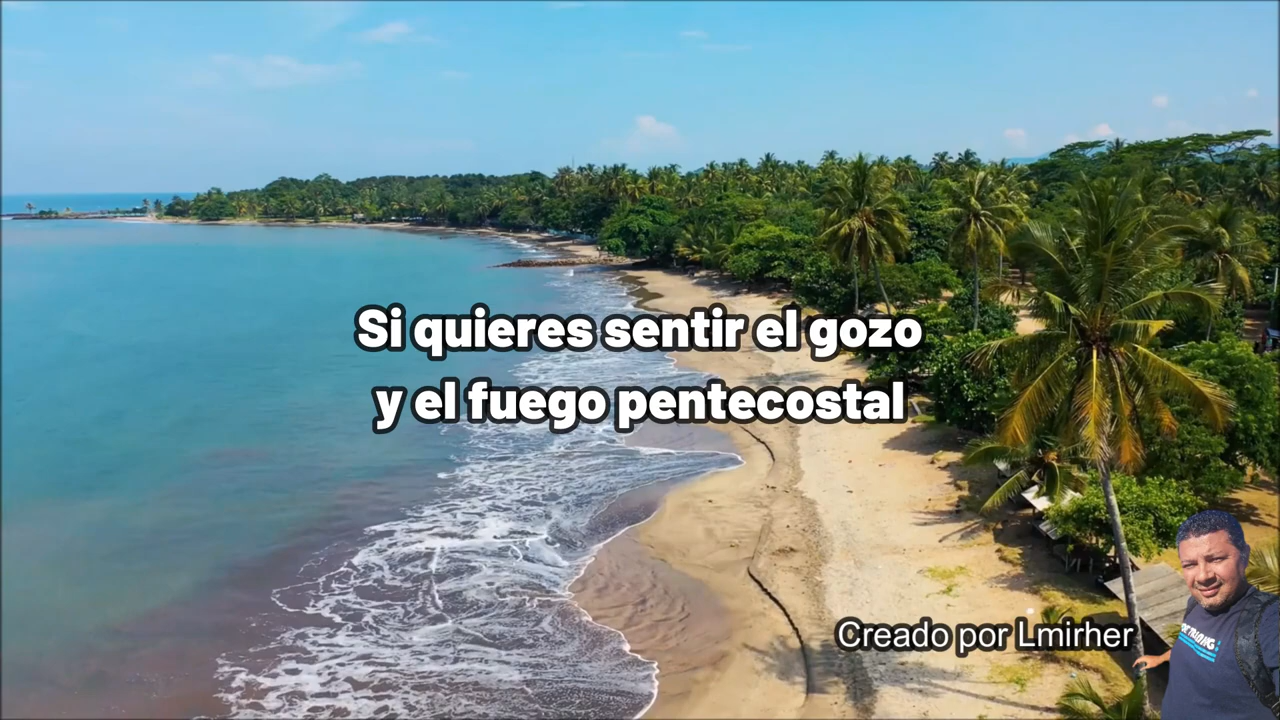 Si quieres sentir el gozo
y el fuego pentecostal
Creado por Lmirher